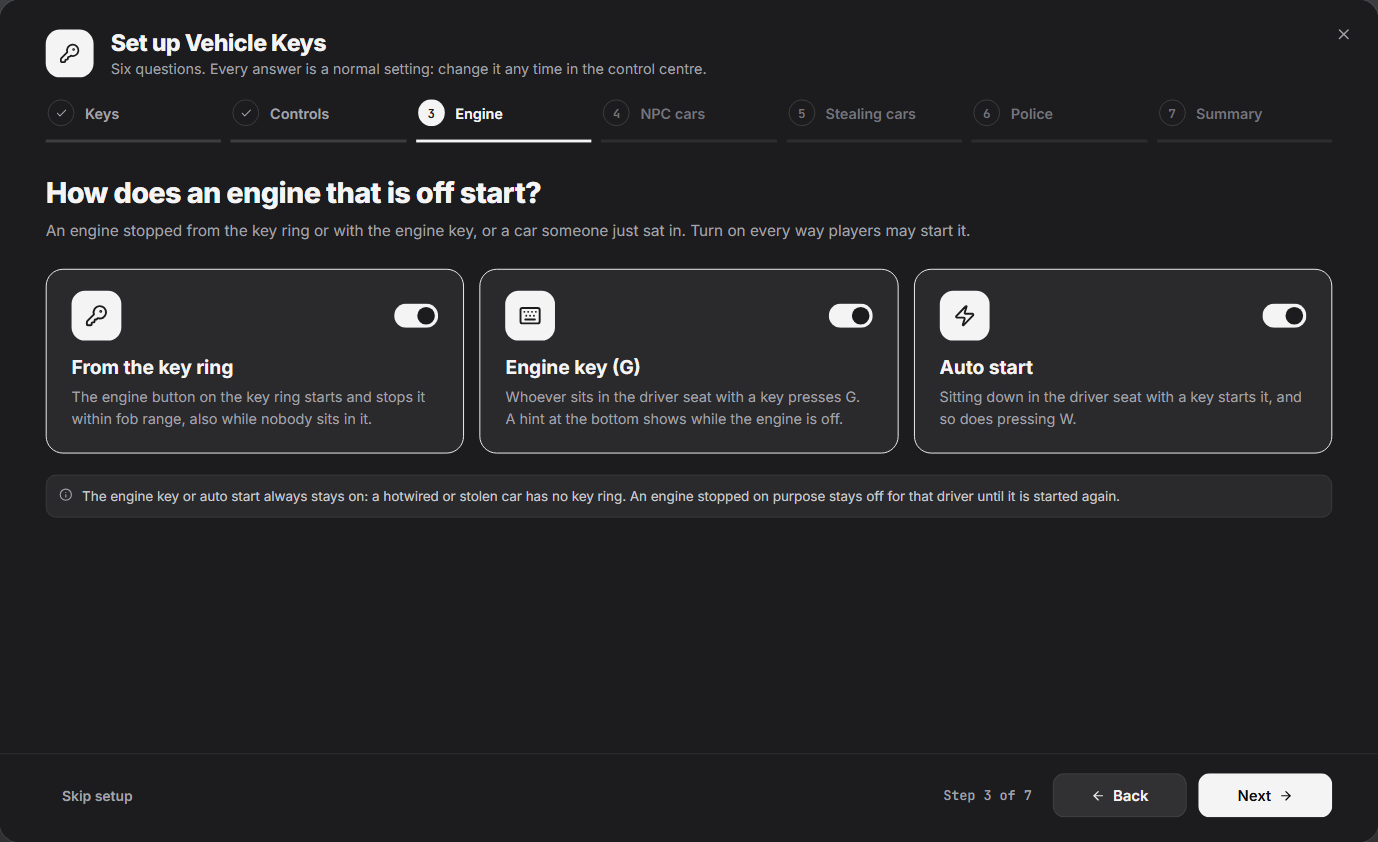 Set up Vehicle Keys
Six questions. Every answer is a normal setting: change it any time in the control centre.
Keys
Controls
3 Engine
4 NPC cars
5 Stealing cars
6 Police
7 Summary
How does an engine that is off start?
An engine stopped from the key ring or with the engine key, or a car someone just sat in. Turn on every way players may start it.
From the key ring
The engine button on the key ring starts and stops it
within fob range, also while nobody sits in it.
Engine key (G)
Whoever sits in the driver seat with a key presses G.
A hint at the bottom shows while the engine is off.
Auto start
Sitting down in the driver seat with a key starts it, and
so does pressing W.
The engine key or auto start always stays on: a hotwired or stolen car has no key ring. An engine stopped on purpose stays off for that driver until it is started again.
Skip setup
Step 3 of 7
Back
Next